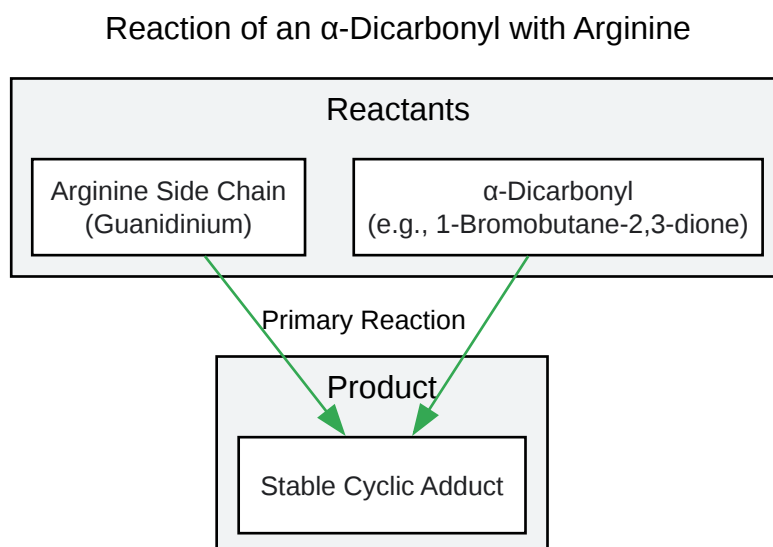 Reaction of an α-Dicarbonyl with Arginine
Reactants
Arginine Side Chain
(Guanidinium)
α-Dicarbonyl
(e.g., 1-Bromobutane-2,3-dione)
Primary Reaction
Product
Stable Cyclic Adduct